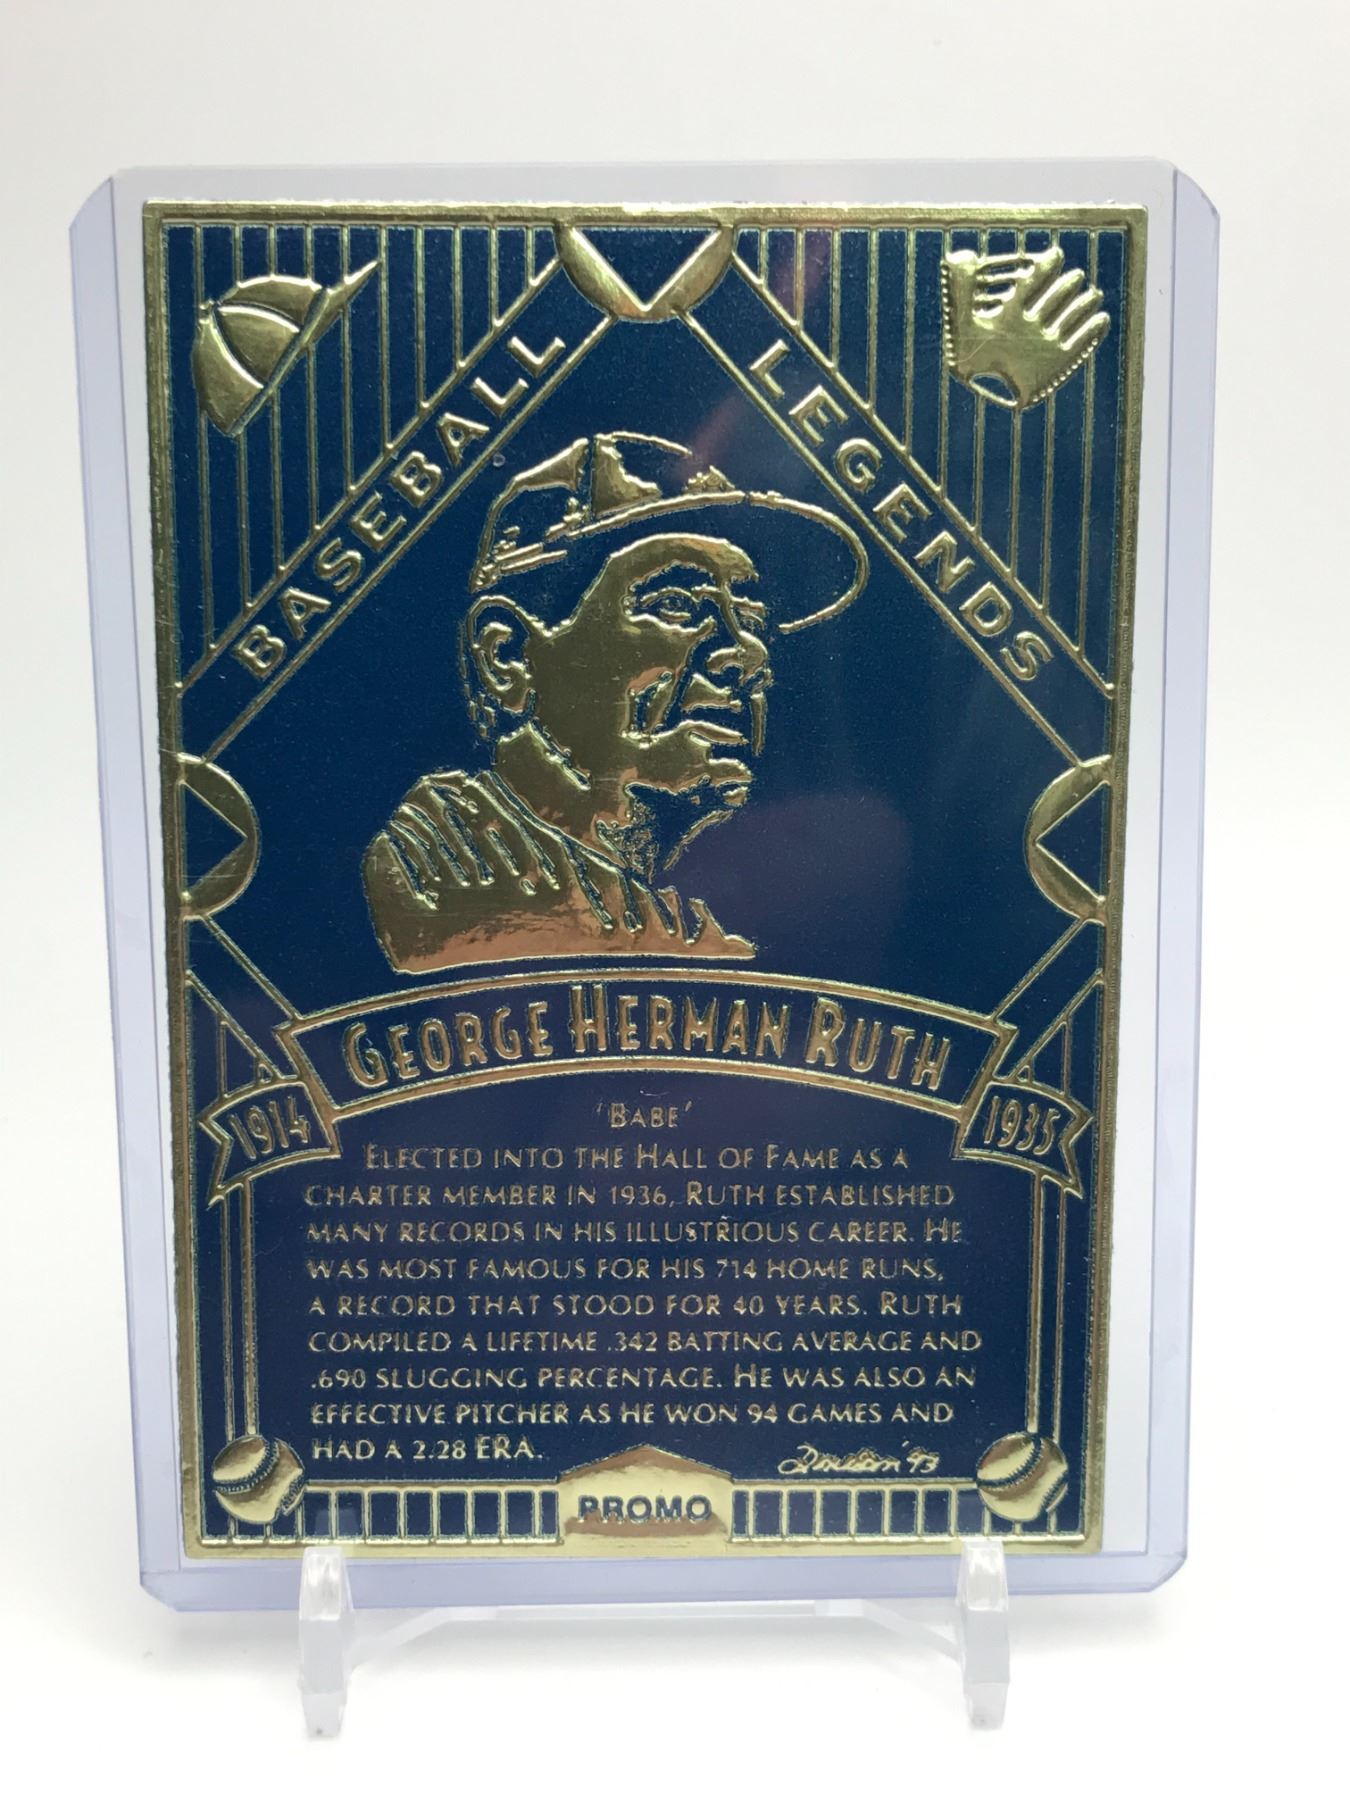 BASEBALL
LEGENDS
GEORGE HERMAN RUTH
1914
1935
'BABE'
ELECTED INTO THE HALL OF FAME AS A
CHARTER MEMBER IN 1936, RUTH ESTABLISHED
MANY RECORDS IN HIS ILLUSTRIOUS CAREER. HE
WAS MOST FAMOUS FOR HIS 714 HOME RUNS,
A RECORD THAT STOOD FOR 40 YEARS. RUTH
COMPILED A LIFETIME .342 BATTING AVERAGE AND
.690 SLUGGING PERCENTAGE. HE WAS ALSO AN
EFFECTIVE PITCHER AS HE WON 94 GAMES AND
HAD A 2.28 ERA.
'93
PROMO